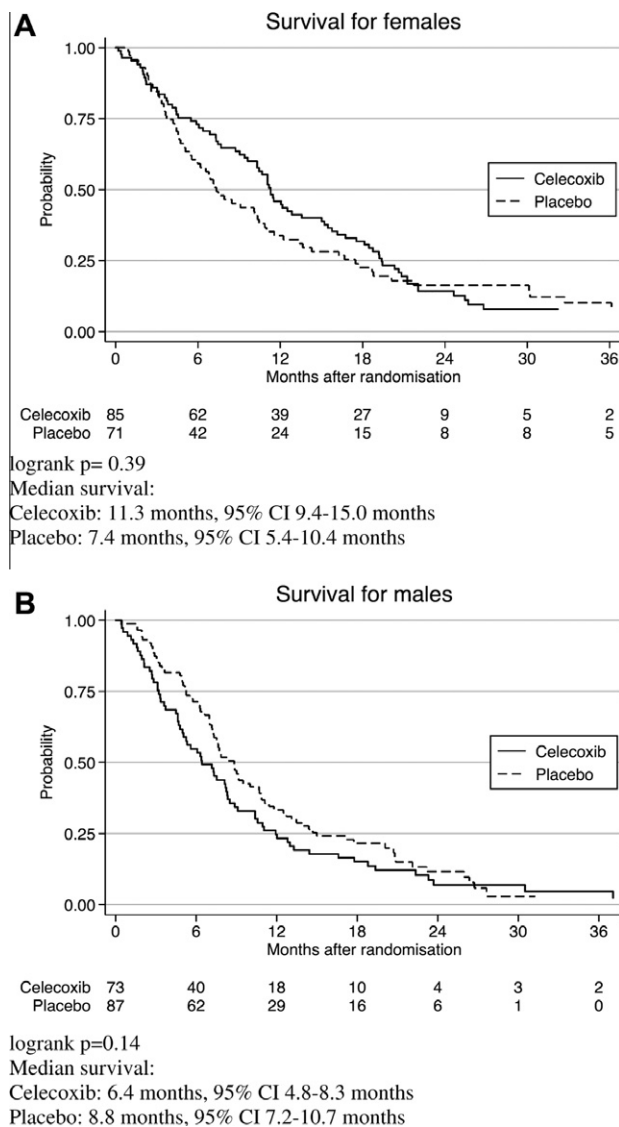 A
Survival for females
1.00
0.75
0.50
0.25
0.00
Probability
Celecoxib
Placebo
0 6 12 18 24 30 36
Months after randomisation
Celecoxib 85 62 39 27 9 5 2
Placebo 71 42 24 15 8 8 5
logrank p= 0.39
Median survival:
Celecoxib: 11.3 months, 95% CI 9.4-15.0 months
Placebo: 7.4 months, 95% CI 5.4-10.4 months
B
Survival for males
1.00
0.75
0.50
0.25
0.00
Probability
Celecoxib
Placebo
0 6 12 18 24 30 36
Months after randomisation
Celecoxib 73 40 18 10 4 3 2
Placebo 87 62 29 16 6 1 0
logrank p=0.14
Median survival:
Celecoxib: 6.4 months, 95% CI 4.8-8.3 months
Placebo: 8.8 months, 95% CI 7.2-10.7 months